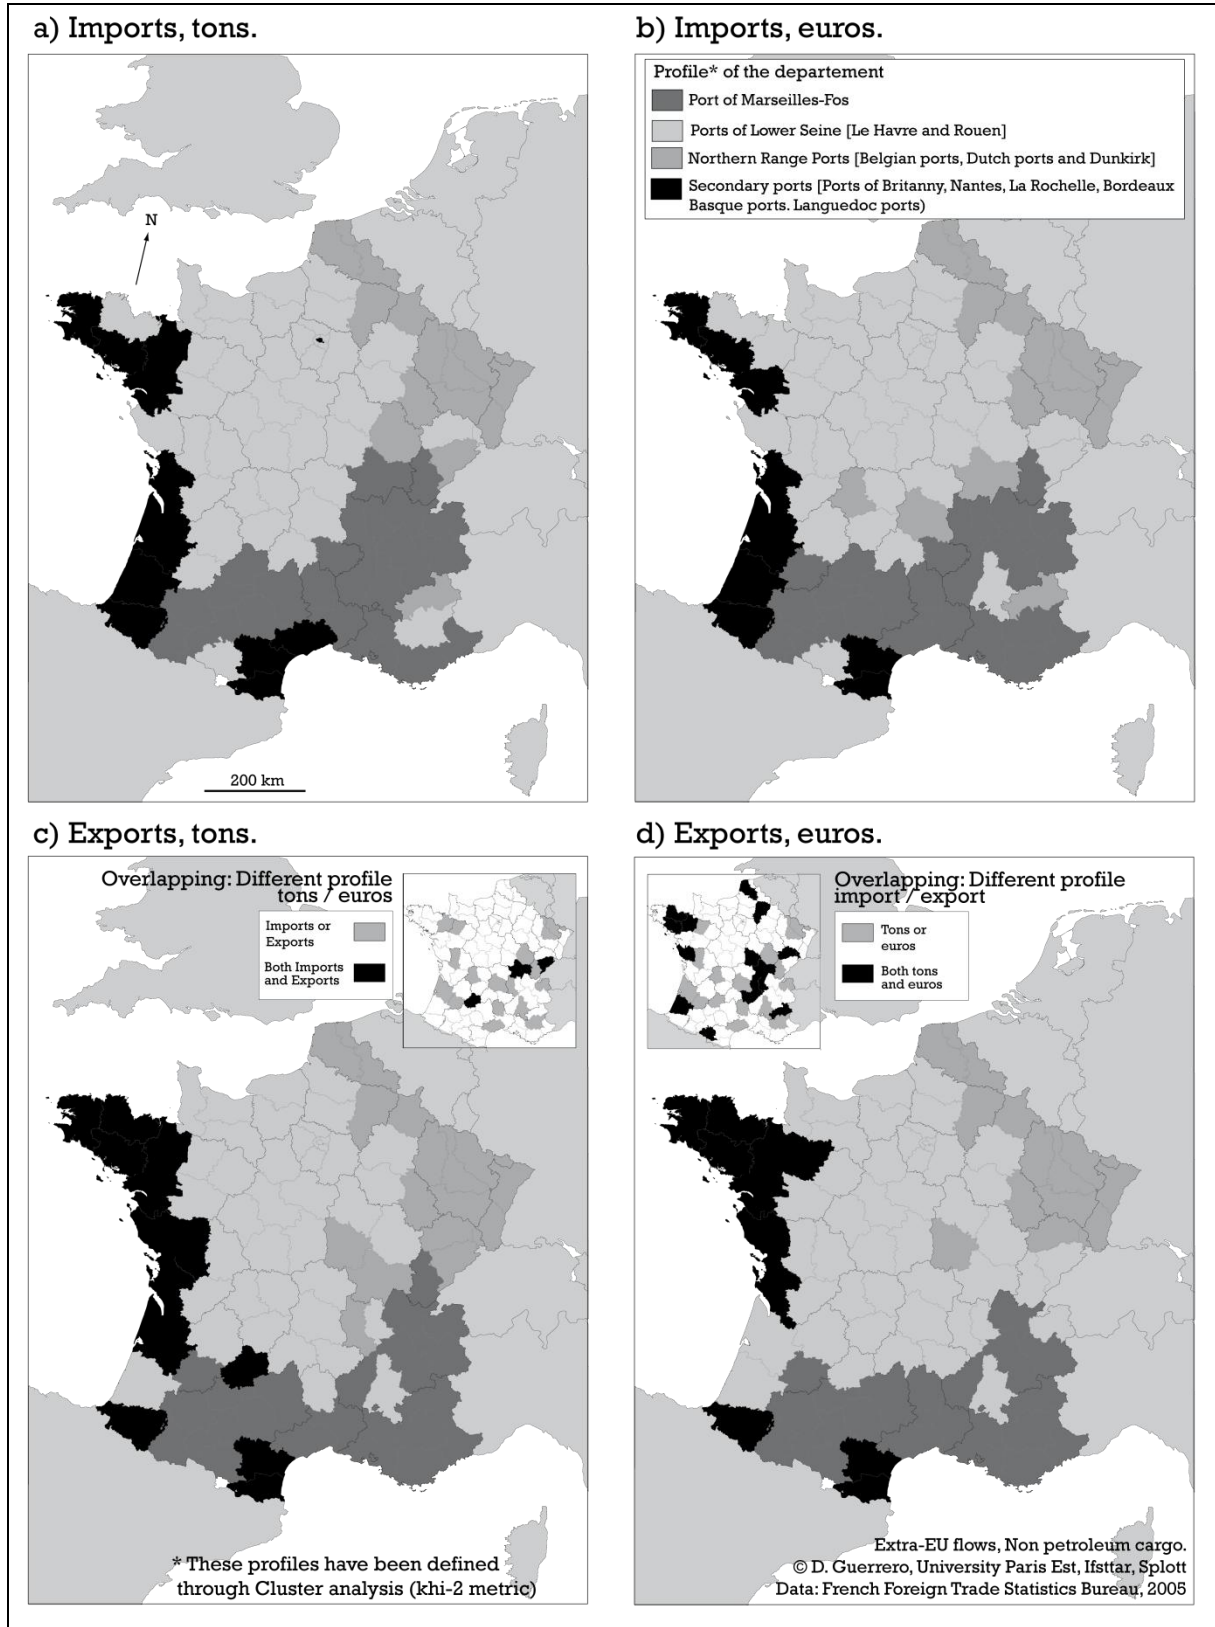 a) Imports, tons.
b) Imports, euros.
N
200 km
Profile* of the departement
Port of Marseilles-Fos
Ports of Lower Seine [Le Havre and Rouen]
Northern Range Ports [Belgian ports, Dutch ports and Dunkirk]
Secondary ports [Ports of Britanny, Nantes, La Rochelle, Bordeaux
Basque ports. Languedoc ports)
c) Exports, tons.
d) Exports, euros.
Overlapping: Different profile
tons / euros
Imports or
Exports
Both Imports
and Exports
* These profiles have been defined
through Cluster analysis (khi-2 metric)
Overlapping: Different profile
import / export
Tons or
euros
Both tons
and euros
Extra-EU flows, Non petroleum cargo.
© D. Guerrero, University Paris Est, Ifsttar, Splott
Data: French Foreign Trade Statistics Bureau, 2005